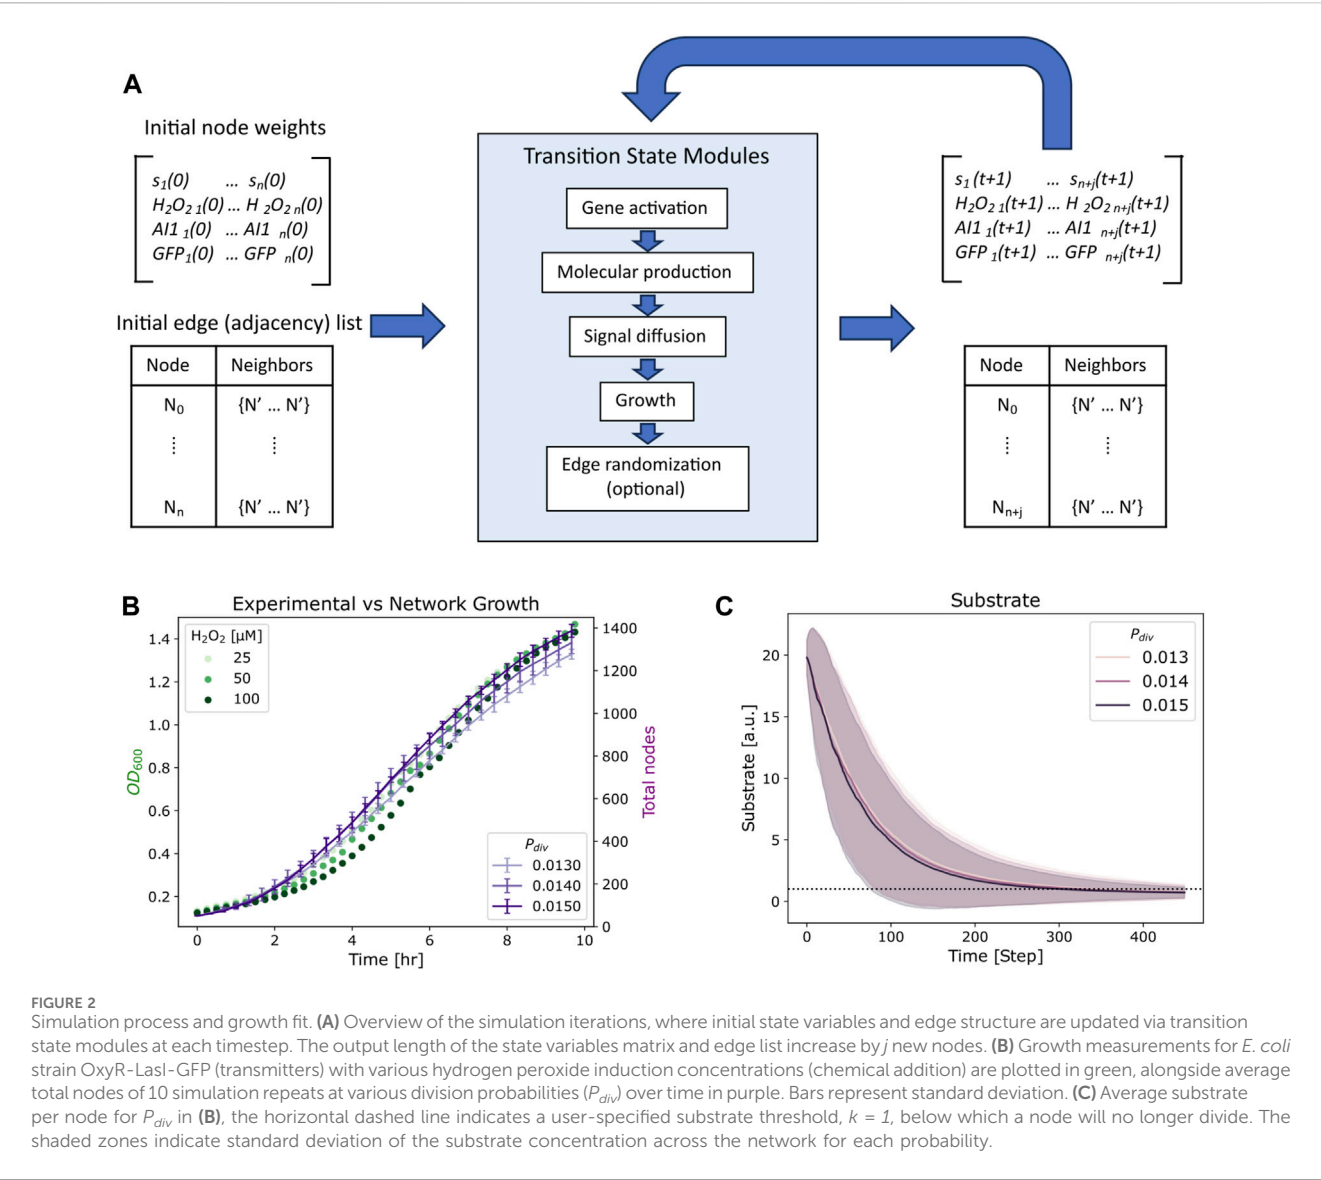 A
Initial node weights
s1(0) ... sn(0)
H2O2 1(0) ... H 2O2 n(0)
AI1 1(0) ... AI1 n(0)
GFP1(0) ... GFP n(0)
Initial edge (adjacency) list
Node Neighbors
N0 {N′ ... N′}
⋮ ⋮
Nn {N′ ... N′}
Transition State Modules
Gene activation
Molecular production
Signal diffusion
Growth
Edge randomization
(optional)
s1(t+1) ... sn+j(t+1)
H2O2 1(t+1) ... H 2O2 n+j(t+1)
AI1 1(t+1) ... AI1 n+j(t+1)
GFP 1(t+1) ... GFP n+j(t+1)
Node Neighbors
N0 {N′ ... N′}
⋮ ⋮
Nn+j {N′ ... N′}
B
Experimental vs Network Growth
H2O2 [μM]
25
50
100
OD600
1.4
1.2
1.0
0.8
0.6
0.4
0.2
1400
1200
1000
800
600
400
200
0
Total nodes
Pdiv
0.0130
0.0140
0.0150
0 2 4 6 8 10
Time [hr]
C
Substrate
Pdiv
0.013
0.014
0.015
Substrate [a.u.]
20
15
10
5
0
0 100 200 300 400
Time [Step]
FIGURE 2
Simulation process and growth fit. (A) Overview of the simulation iterations, where initial state variables and edge structure are updated via transition
state modules at each timestep. The output length of the state variables matrix and edge list increase by j new nodes. (B) Growth measurements for E. coli
strain OxyR-LasI-GFP (transmitters) with various hydrogen peroxide induction concentrations (chemical addition) are plotted in green, alongside average
total nodes of 10 simulation repeats at various division probabilities (Pdiv) over time in purple. Bars represent standard deviation. (C) Average substrate
per node for Pdiv in (B), the horizontal dashed line indicates a user-specified substrate threshold, k = 1, below which a node will no longer divide. The
shaded zones indicate standard deviation of the substrate concentration across the network for each probability.